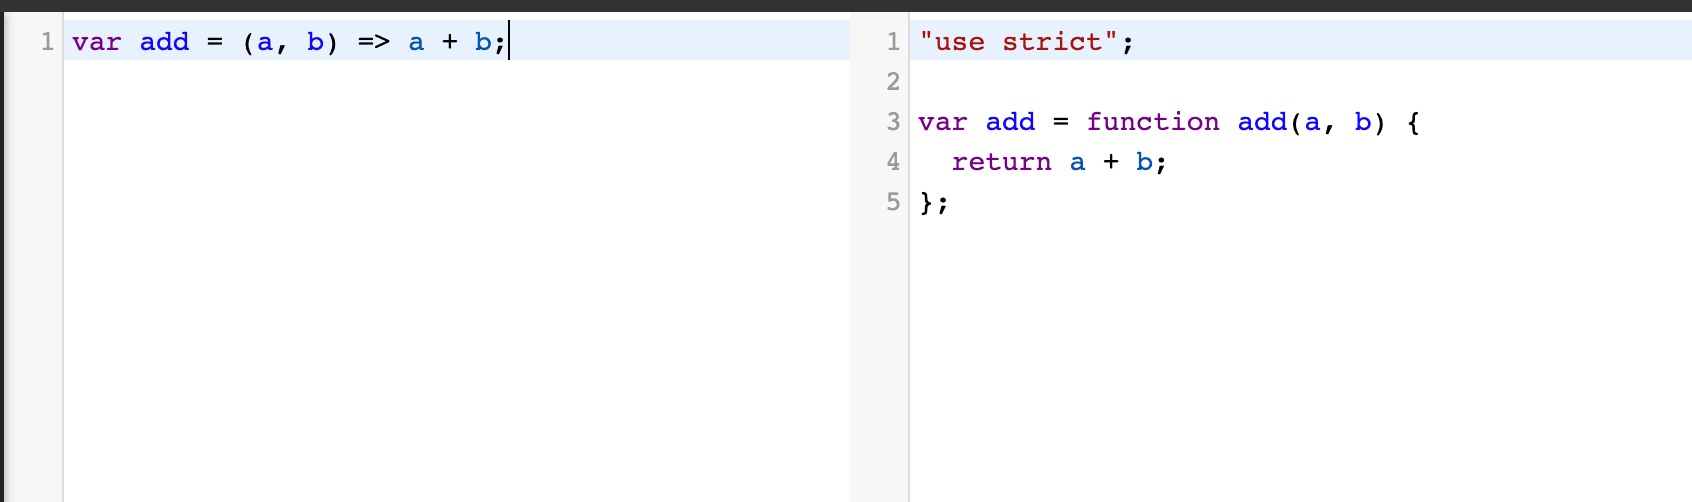 1 var add = (a, b) => a + b;
1 "use strict";
2
3 var add = function add(a, b) {
4   return a + b;
5 };